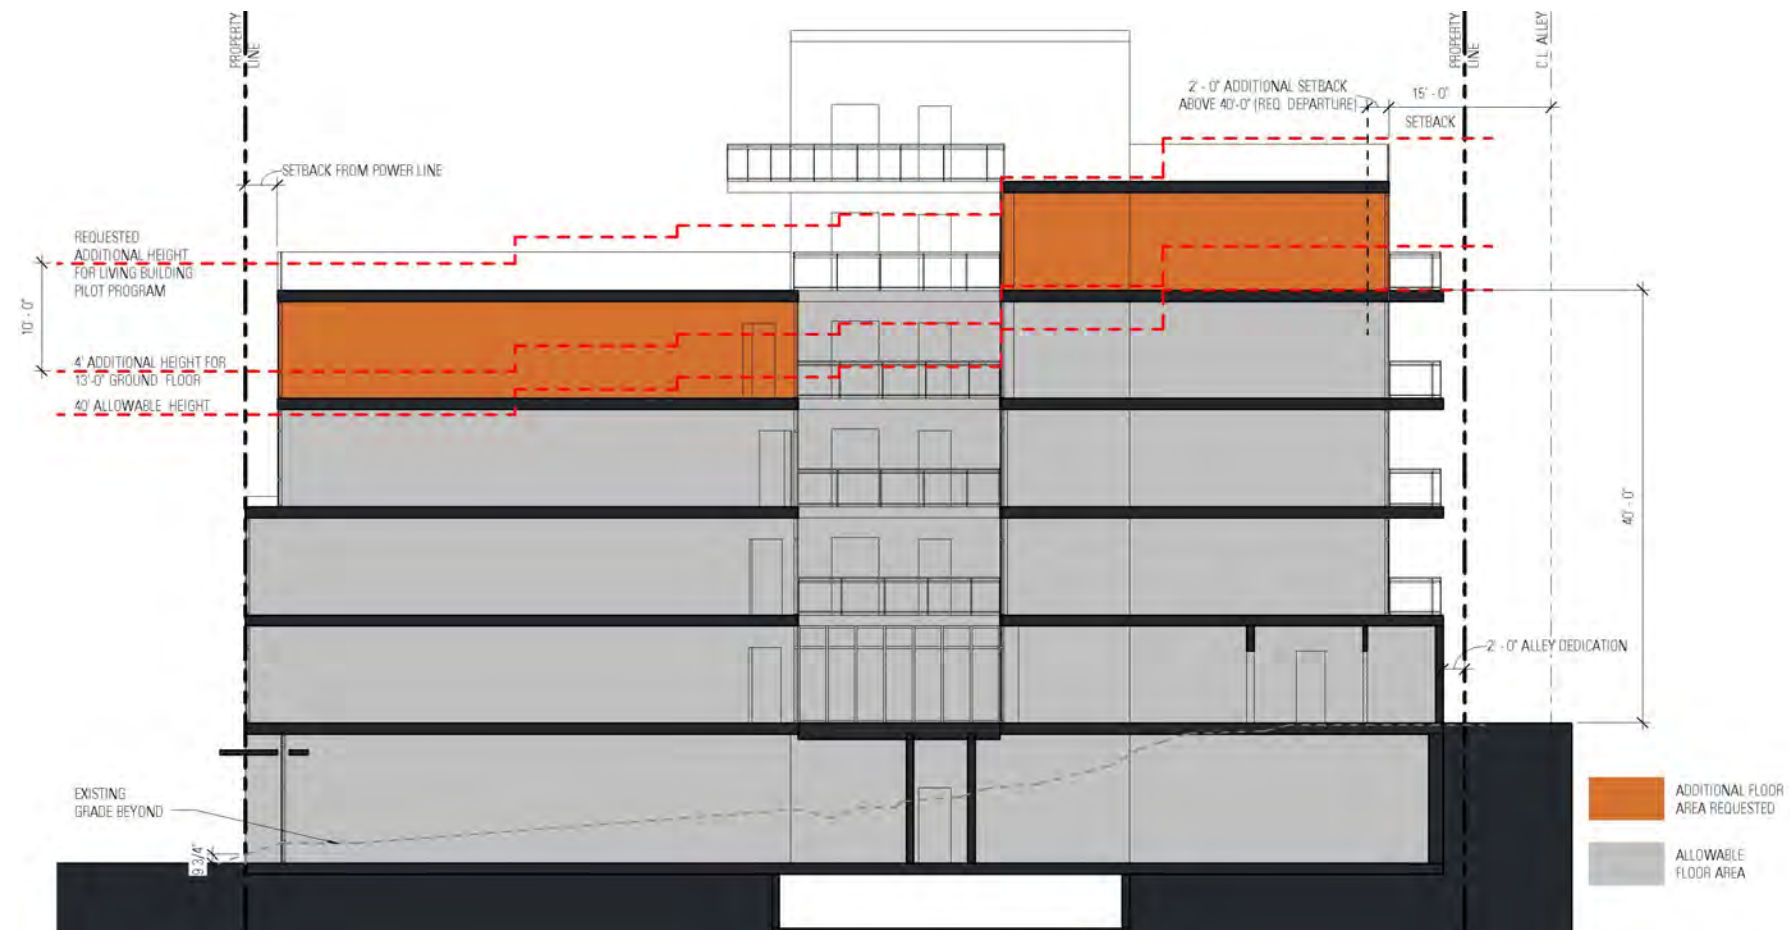 PROPERTY
LINE
PROPERTY
LINE
C.L. ALLEY
2' - 0" ADDITIONAL SETBACK
ABOVE 40'-0" (REQ. DEPARTURE)
15' - 0"
SETBACK
SETBACK FROM POWER LINE
REQUESTED
ADDITIONAL HEIGHT
FOR LIVING BUILDING
PILOT PROGRAM
10' - 0"
4' ADDITIONAL HEIGHT FOR
13'-0" GROUND FLOOR
40' ALLOWABLE HEIGHT
40' - 0"
2' - 0" ALLEY DEDICATION
EXISTING
GRADE BEYOND
9 3/4"
ADDITIONAL FLOOR
AREA REQUESTED
ALLOWABLE
FLOOR AREA